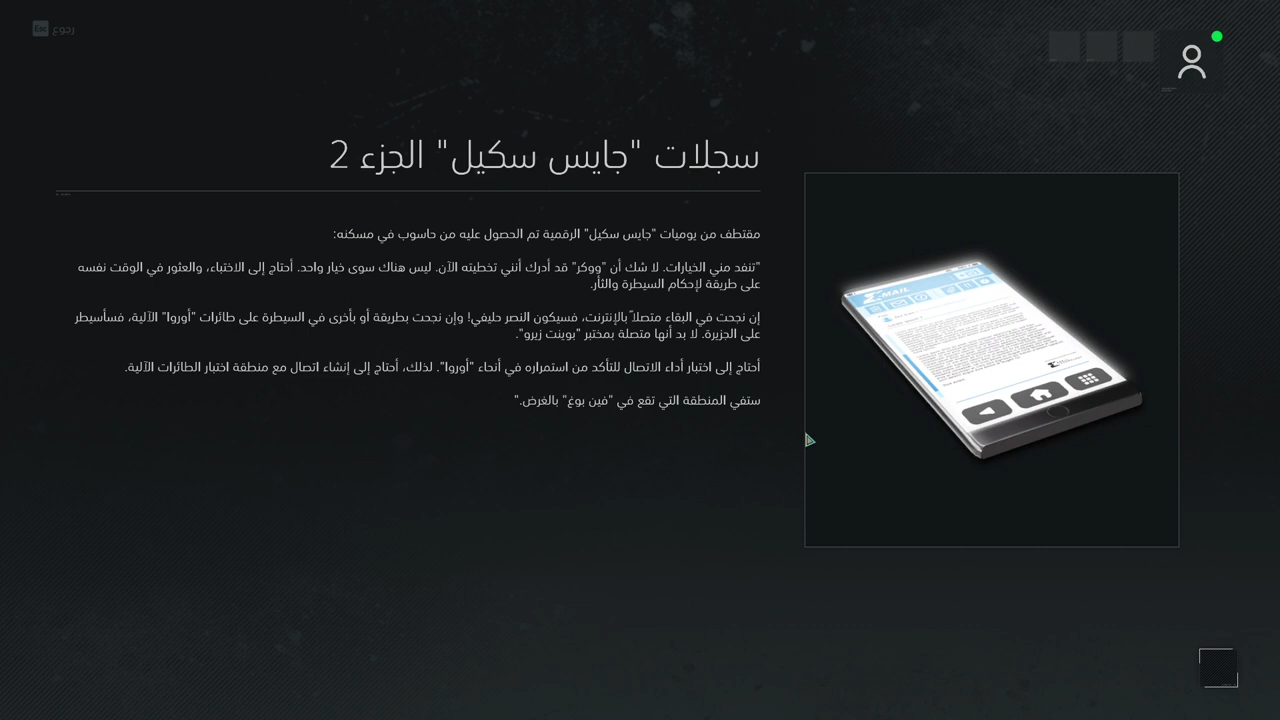 رجوع Esc
سجلات "جايس سكيل" الجزء 2
مقتطف من يوميات "جايس سكيل" الرقمية تم الحصول عليه من حاسوب في مسكنه:
"تنفد مني الخيارات. لا شك أن "ووكر" قد أدرك أنني تخطيته الآن. ليس هناك سوى خيار واحد. أحتاج إلى الاختباء، والعثور في الوقت نفسه
على طريقة لإحكام السيطرة والثأر.
إن نجحت في البقاء متصلاً بالإنترنت، فسيكون النصر حليفي! وإن نجحت بطريقة أو بأخرى في السيطرة على طائرات "أوروا" الآلية، فسأسيطر
على الجزيرة. لا بد أنها متصلة بمختبر "بوينت زيرو".
أحتاج إلى اختبار أداء الاتصال للتأكد من استمراره في أنحاء "أوروا". لذلك، أحتاج إلى إنشاء اتصال مع منطقة اختبار الطائرات الآلية.
ستفي المنطقة التي تقع في "فين بوغ" بالغرض."
MAIL